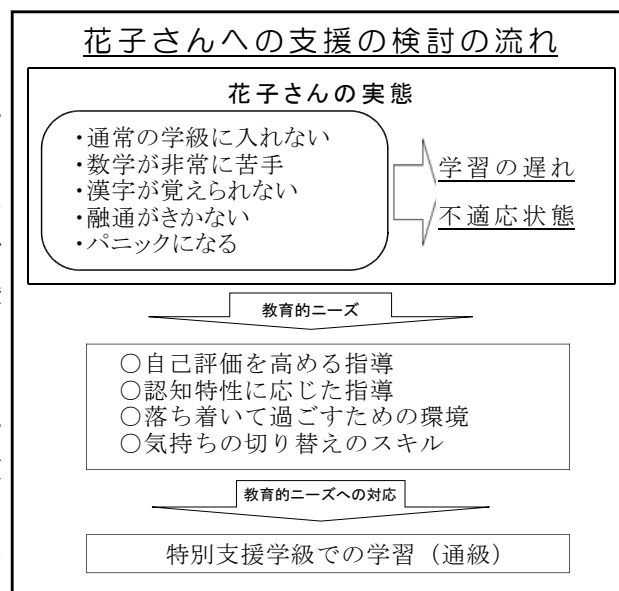 花子さんへの支援の検討の流れ
花子さんの実態
・通常の学級に入れない
・数学が非常に苦手
・漢字が覚えられない
・融通がきかない
・パニックになる
学習の遅れ
不適応状態
教育的ニーズ
○自己評価を高める指導
○認知特性に応じた指導
○落ち着いて過ごすための環境
○気持ちの切り替えのスキル
教育的ニーズへの対応
特別支援学級での学習（通級）